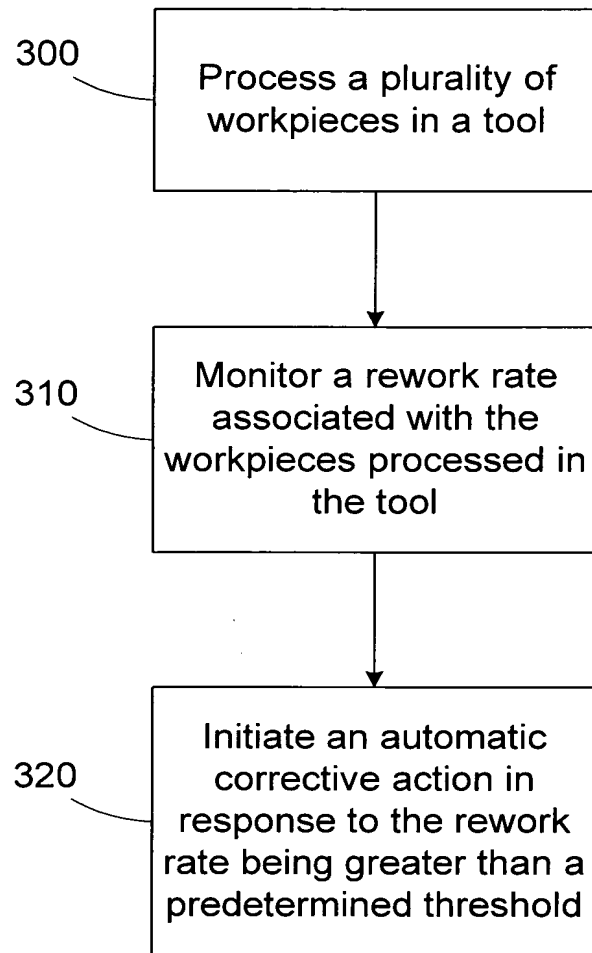 300
Process a plurality of
workpieces in a tool
310
Monitor a rework rate
associated with the
workpieces processed in
the tool
320
Initiate an automatic
corrective action in
response to the rework
rate being greater than a
predetermined threshold